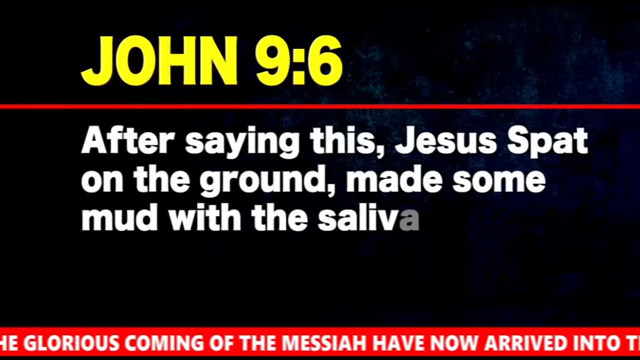 JOHN 9:6
After saying this, Jesus Spat
on the ground, made some
mud with the saliva
HE GLORIOUS COMING OF THE MESSIAH HAVE NOW ARRIVED INTO T